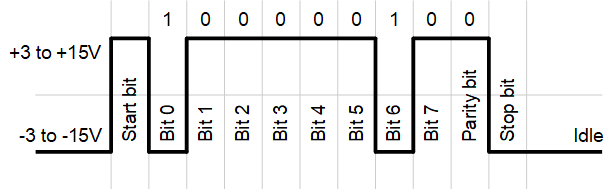 1 0 0 0 0 0 1 0 0
+3 to +15V
Start bit
Bit 0
Bit 1
Bit 2
Bit 3
Bit 4
Bit 5
Bit 6
Bit 7
Parity bit
Stop bit
-3 to -15V
Idle